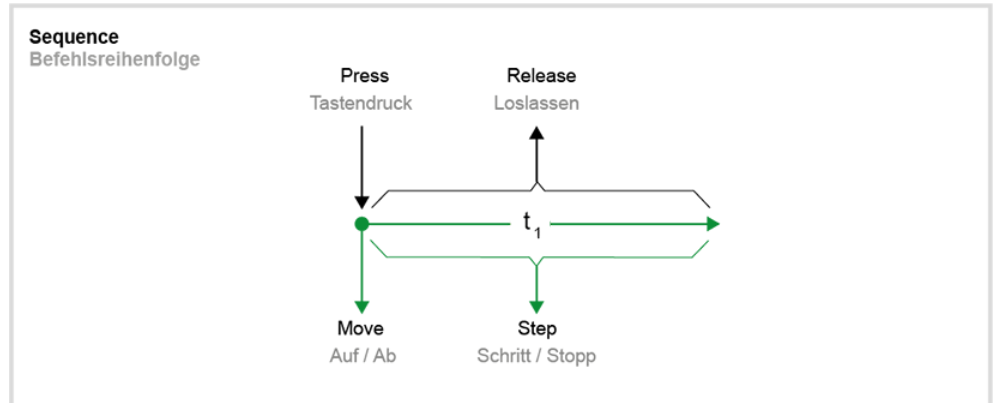 Sequence
Befehlsreihenfolge
Press
Tastendruck
Release
Loslassen
t1
Move
Auf / Ab
Step
Schritt / Stopp